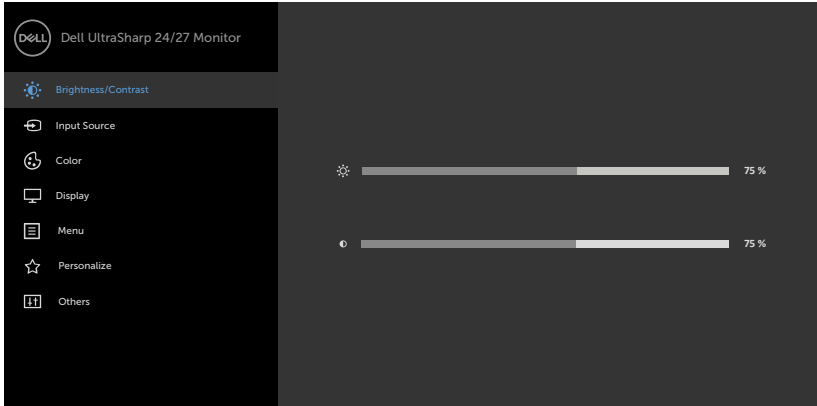 DELL
Dell UltraSharp 24/27 Monitor
Brightness/Contrast
Input Source
Color
Display
Menu
Personalize
Others
75 %
75 %